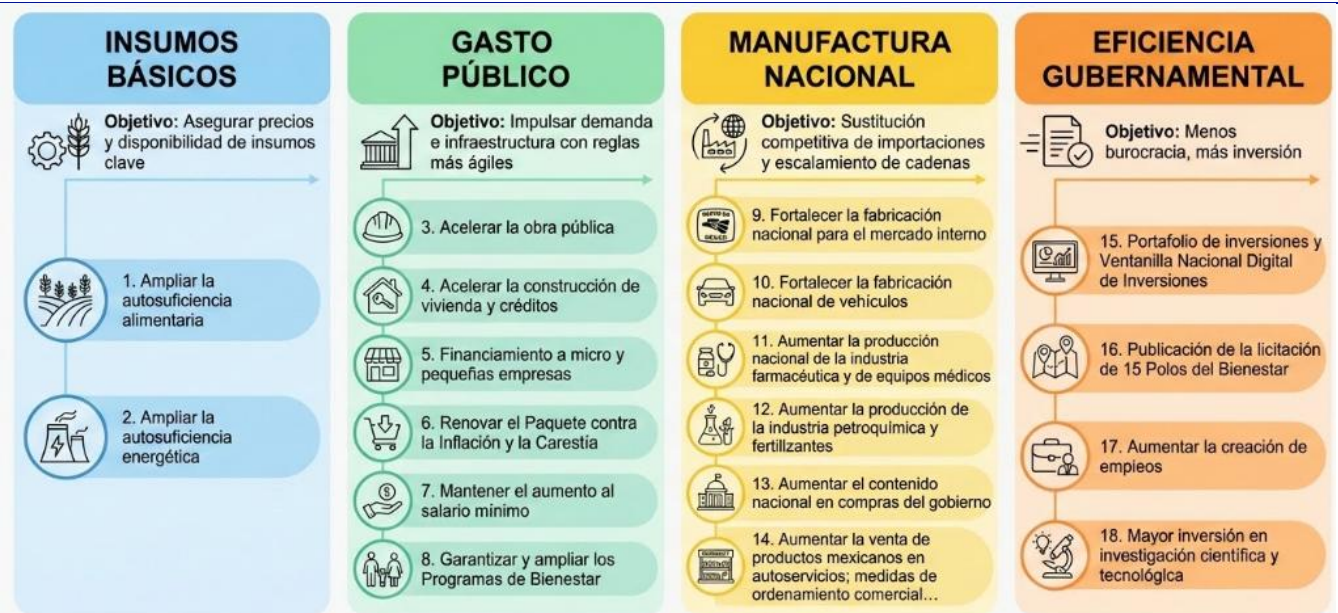 INSUMOS
BÁSICOS
Objetivo: Asegurar precios
y disponibilidad de insumos
clave
1. Ampliar la
autosuficiencia
alimentaria
2. Ampliar la
autosuficiencia
energética
GASTO
PÚBLICO
Objetivo: Impulsar demanda
e infraestructura con reglas
más ágiles
3. Acelerar la obra pública
4. Acelerar la construcción de
vivienda y créditos
5. Financiamiento a micro y
pequeñas empresas
6. Renovar el Paquete contra
la Inflación y la Carestía
7. Mantener el aumento al
salario mínimo
8. Garantizar y ampliar los
Programas de Bienestar
MANUFACTURA
NACIONAL
Objetivo: Sustitución
competitiva de importaciones
y escalamiento de cadenas
9. Fortalecer la fabricación
nacional para el mercado interno
10. Fortalecer la fabricación
nacional de vehículos
11. Aumentar la producción
nacional de la industria
farmacéutica y de equipos médicos
12. Aumentar la producción de
la industria petroquímica y
fertilizantes
13. Aumentar el contenido
nacional en compras del gobierno
14. Aumentar la venta de
productos mexicanos en
autoservicios; medidas de
ordenamiento comercial...
EFICIENCIA
GUBERNAMENTAL
Objetivo: Menos
burocracia, más inversión
15. Portafolio de inversiones y
Ventanilla Nacional Digital
de Inversiones
16. Publicación de la licitación
de 15 Polos del Bienestar
17. Aumentar la creación de
empleos
18. Mayor inversión en
investigación científica y
tecnológica